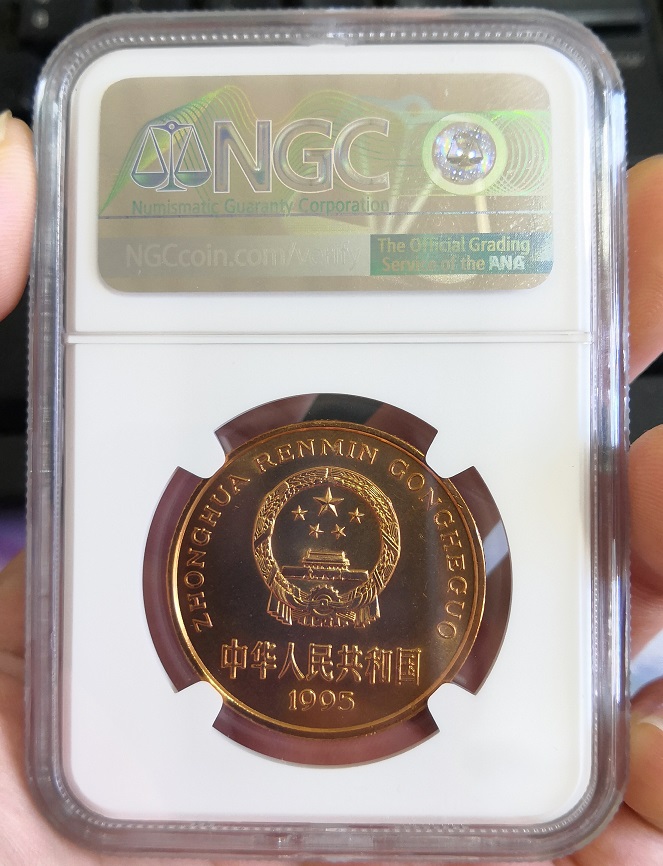 NGC
Numismatic Guaranty Corporation
NGCcoin.com/verify
The Official Grading
Service of the ANA
ZHONGHUA RENMIN GONGHEGUO
中华人民共和国
1995